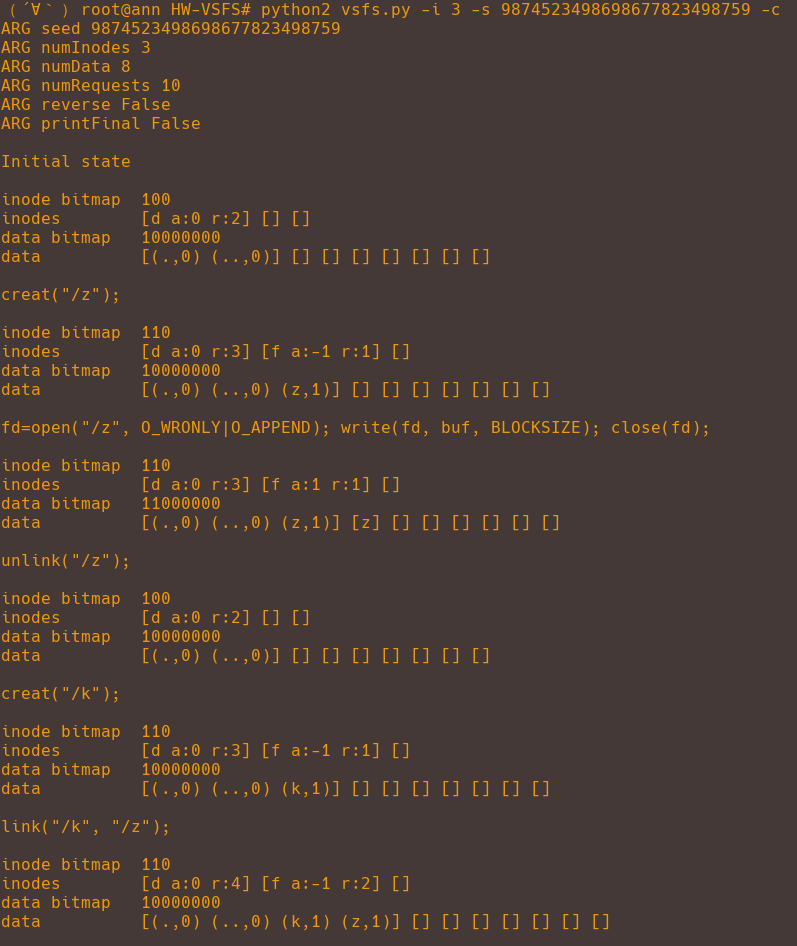 （´∀｀）root@ann HW-VSFS# python2 vsfs.py -i 3 -s 9874523498698677823498759 -c
ARG seed 9874523498698677823498759
ARG numInodes 3
ARG numData 8
ARG numRequests 10
ARG reverse False
ARG printFinal False
Initial state
inode bitmap  100
inodes        [d a:0 r:2] [] []
data bitmap   10000000
data          [(.,0) (..,0)] [] [] [] [] [] [] []
creat("/z");
inode bitmap  110
inodes        [d a:0 r:3] [f a:-1 r:1] []
data bitmap   10000000
data          [(.,0) (..,0) (z,1)] [] [] [] [] [] [] []
fd=open("/z", O_WRONLY|O_APPEND); write(fd, buf, BLOCKSIZE); close(fd);
inode bitmap  110
inodes        [d a:0 r:3] [f a:1 r:1] []
data bitmap   11000000
data          [(.,0) (..,0) (z,1)] [z] [] [] [] [] [] []
unlink("/z");
inode bitmap  100
inodes        [d a:0 r:2] [] []
data bitmap   10000000
data          [(.,0) (..,0)] [] [] [] [] [] [] []
creat("/k");
inode bitmap  110
inodes        [d a:0 r:3] [f a:-1 r:1] []
data bitmap   10000000
data          [(.,0) (..,0) (k,1)] [] [] [] [] [] [] []
link("/k", "/z");
inode bitmap  110
inodes        [d a:0 r:4] [f a:-1 r:2] []
data bitmap   10000000
data          [(.,0) (..,0) (k,1) (z,1)] [] [] [] [] [] [] []